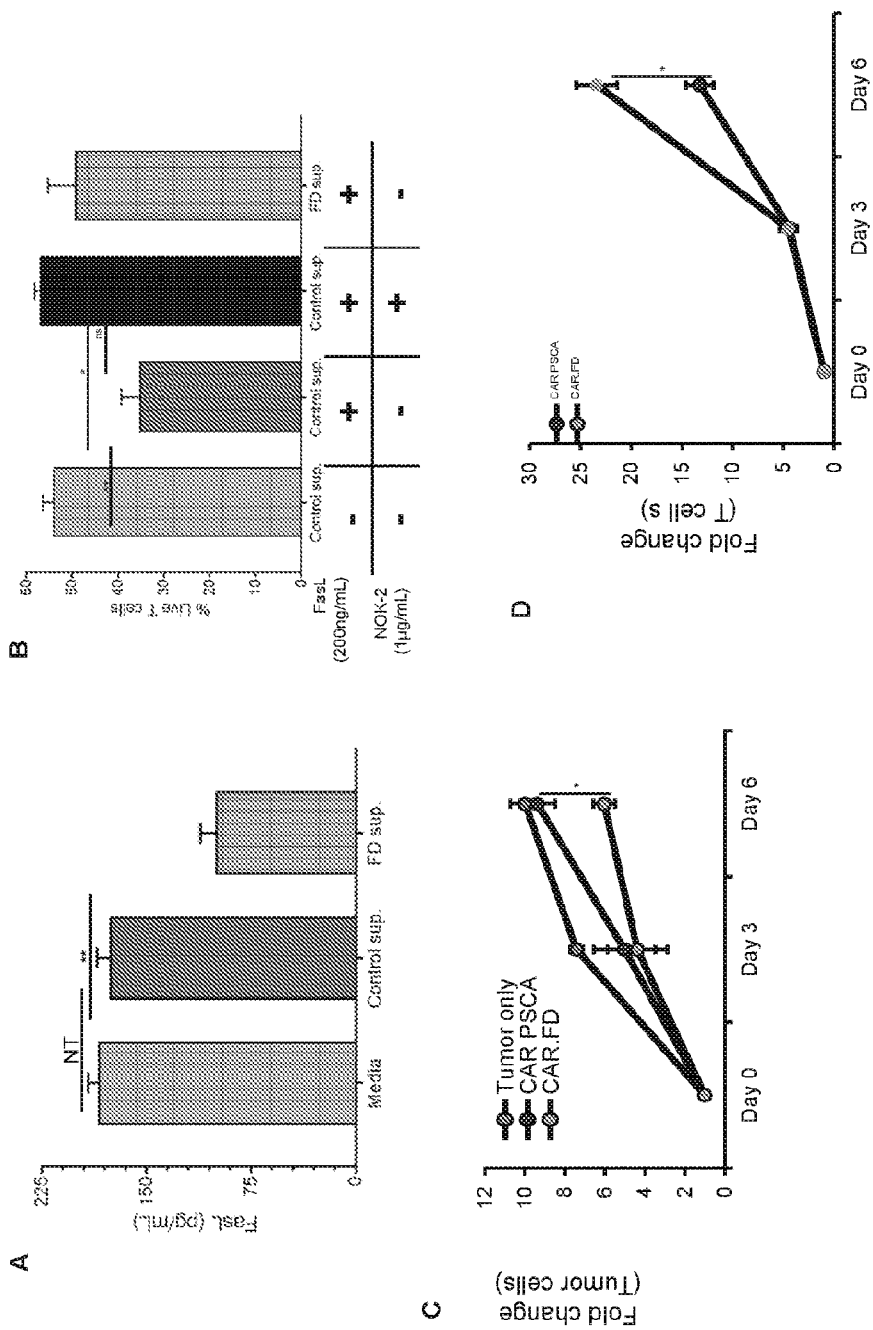 A
FasL (pg/mL)
225
150
75
0
NT
**
Media
Control sup.
FD sup.
B
% Live T cells
60
50
40
30
20
10
0
*
ns
Control sup.
Control sup.
Control sup.
FD sup.
FasL
(200ng/mL)
-
+
+
+
NOK-2
(1µg/mL)
-
-
+
-
C
Fold change
(Tumor cells)
12
10
8
6
4
2
0
Tumor only
CAR PSCA
CAR.FD
*
Day 0
Day 3
Day 6
D
Fold change
(T cell s)
30
25
20
15
10
5
0
CAR PSCA
CAR.FD
*
Day 0
Day 3
Day 6